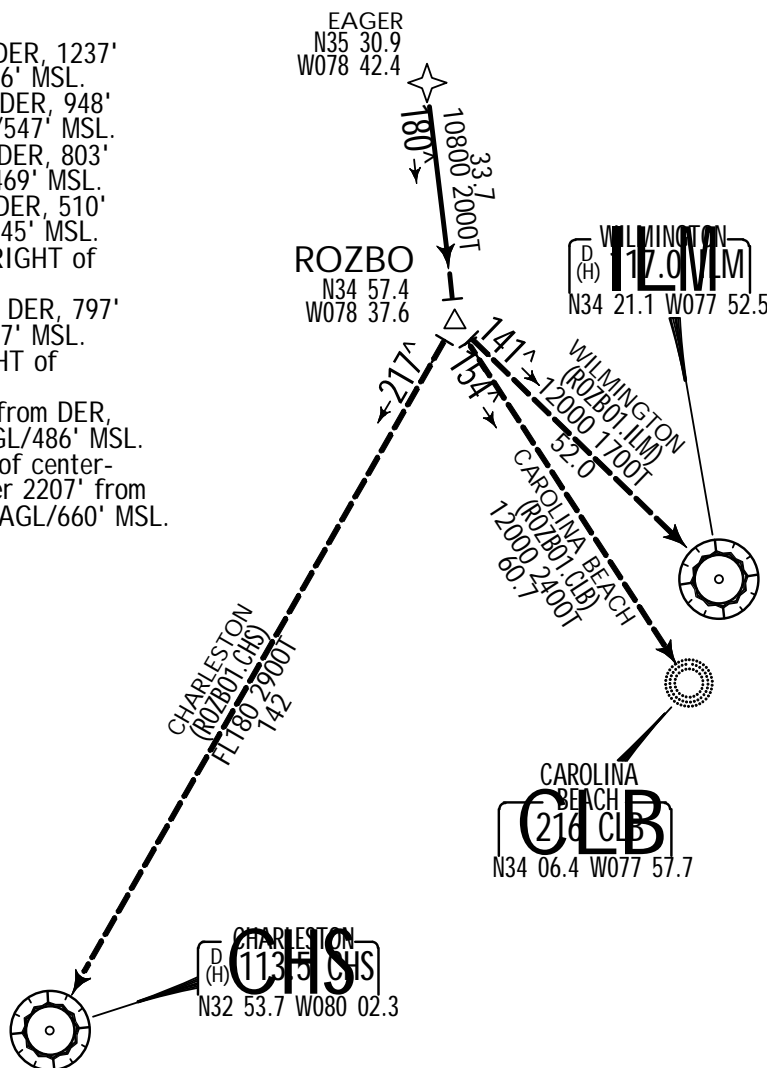 DER, 1237'
6' MSL.
DER, 948'
/547' MSL.
DER, 803'
469' MSL.
DER, 510'
45' MSL.
RIGHT of
DER, 797'
7' MSL.
HT of
from DER,
GL/486' MSL.
of center-
er 2207' from
AGL/660' MSL.
EAGER
N35 30.9
W078 42.4
180^
33.7
10800 2000T
ROZBO
N34 57.4
W078 37.6
WILMINGTON
D
(H)
117.0 ILM
ILM
N34 21.1 W077 52.5
217^
154^
141^
WILMINGTON
(ROZBO1.ILM)
12000 1700T
52.0
CAROLINA BEACH
(ROZBO1.CLB)
12000 2400T
60.7
CHARLESTON
(ROZBO1.CHS)
FL180 2900T
142
CAROLINA
BEACH
216 CLB
CLB
N34 06.4 W077 57.7
CHARLESTON
D
(H)
113.5 CHS
CHS
N32 53.7 W080 02.3